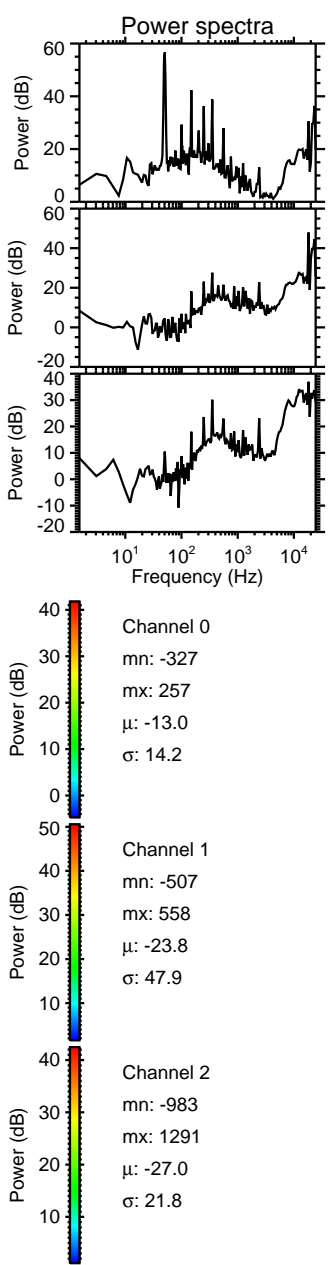 Power spectra
60
40
20
0
Power (dB)
60
40
20
0
-20
Power (dB)
40
30
20
10
0
-10
-20
Power (dB)
10¹ 10² 10³ 10⁴
Frequency (Hz)
40
30
20
10
0
Power (dB)
Channel 0
mn: -327
mx: 257
μ: -13.0
σ: 14.2
50
40
30
20
10
Power (dB)
Channel 1
mn: -507
mx: 558
μ: -23.8
σ: 47.9
40
30
20
10
Power (dB)
Channel 2
mn: -983
mx: 1291
μ: -27.0
σ: 21.8